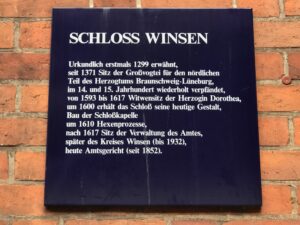 SCHLOSS WINSEN
Urkundlich erstmals 1299 erwähnt,
seit 1371 Sitz der Großvogtei für den nördlichen
Teil des Herzogtums Braunschweig-Lüneburg,
im 14. und 15. Jahrhundert wiederholt verpfändet,
von 1593 bis 1617 Witwensitz der Herzogin Dorothea,
um 1600 erhält das Schloß seine heutige Gestalt,
Bau der Schloßkapelle
um 1610 Hexenprozesse,
nach 1617 Sitz der Verwaltung des Amtes,
später des Kreises Winsen (bis 1932),
heute Amtsgericht (seit 1852).